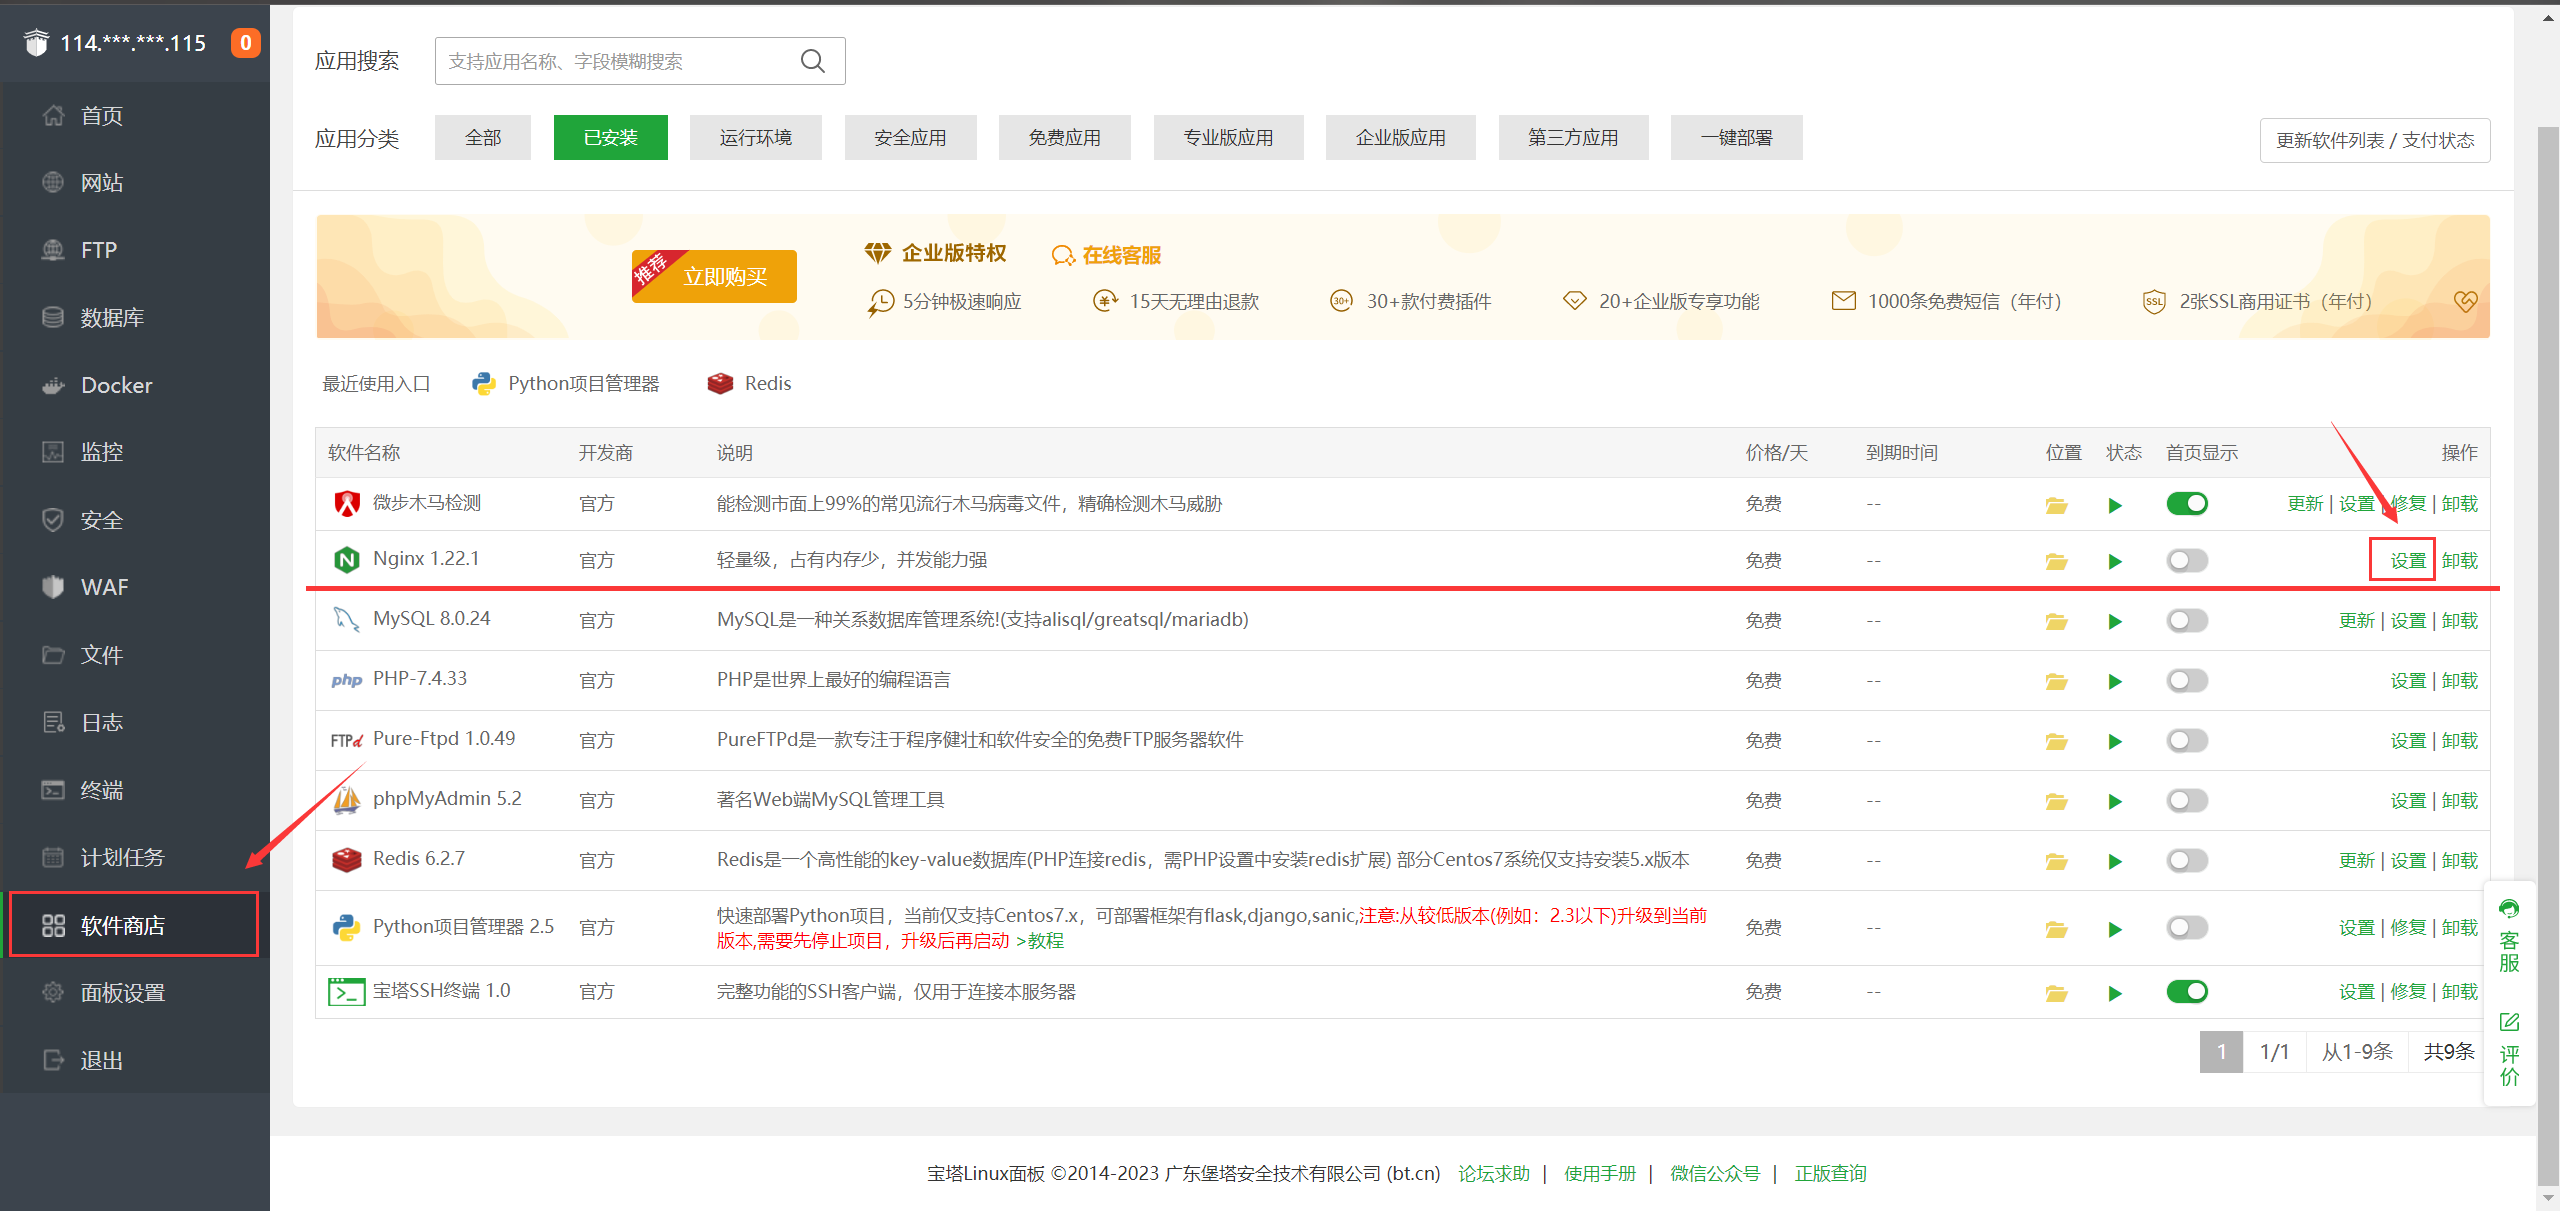 114.***.***.115 0
首页
网站
FTP
数据库
Docker
监控
安全
WAF
文件
日志
终端
计划任务
软件商店
面板设置
退出
应用搜索 支持应用名称、字段模糊搜索
应用分类 全部 已安装 运行环境 安全应用 免费应用 专业版应用 企业版应用 第三方应用 一键部署 更新软件列表 / 支付状态
推荐 立即购买 企业版特权 在线客服
5分钟极速响应 15天无理由退款 30+ 30+款付费插件 20+企业版专享功能 1000条免费短信（年付） SSL 2张SSL商用证书（年付）
最近使用入口 Python项目管理器 Redis
软件名称 开发商 说明 价格/天 到期时间 位置 状态 首页显示 操作
微步木马检测 官方 能检测市面上99%的常见流行木马病毒文件，精确检测木马威胁 免费 -- 更新 | 设置 | 修复 | 卸载
N Nginx 1.22.1 官方 轻量级，占有内存少，并发能力强 免费 -- 设置 卸载
MySQL 8.0.24 官方 MySQL是一种关系数据库管理系统!(支持alisql/greatsql/mariadb) 免费 -- 更新 | 设置 | 卸载
php PHP-7.4.33 官方 PHP是世界上最好的编程语言 免费 -- 设置 | 卸载
FTPd Pure-Ftpd 1.0.49 官方 PureFTPd是一款专注于程序健壮和软件安全的免费FTP服务器软件 免费 -- 设置 | 卸载
phpMyAdmin 5.2 官方 著名Web端MySQL管理工具 免费 -- 设置 | 卸载
Redis 6.2.7 官方 Redis是一个高性能的key-value数据库(PHP连接redis，需PHP设置中安装redis扩展) 部分Centos7系统仅支持安装5.x版本 免费 -- 更新 | 设置 | 卸载
Python项目管理器 2.5 官方 快速部署Python项目，当前仅支持Centos7.x，可部署框架有flask,django,sanic,注意:从较低版本(例如：2.3以下)升级到当前
版本,需要先停止项目，升级后再启动 >教程 免费 -- 设置 | 修复 | 卸载
宝塔SSH终端 1.0 官方 完整功能的SSH客户端，仅用于连接本服务器 免费 -- 设置 | 修复 | 卸载
1 1/1 从1-9条 共9条
客服
评价
宝塔Linux面板 ©2014-2023 广东堡塔安全技术有限公司 (bt.cn) 论坛求助 | 使用手册 | 微信公众号 | 正版查询